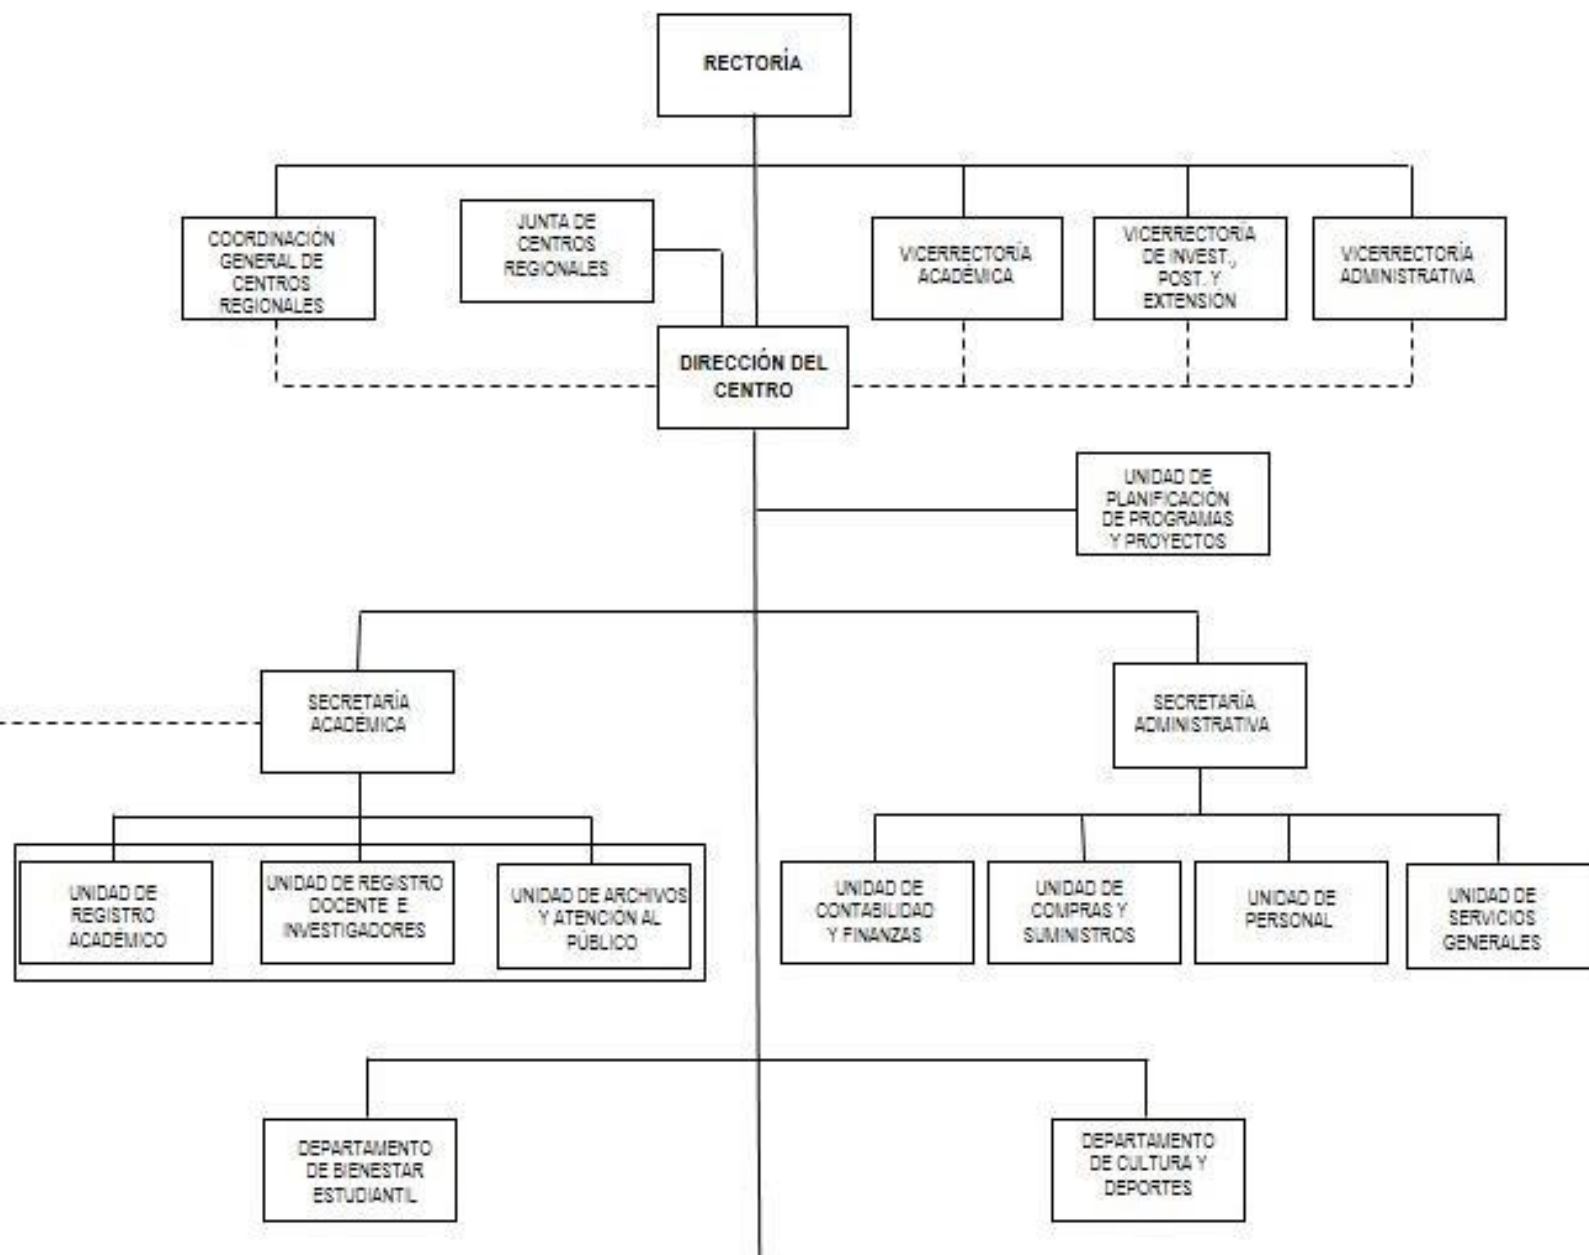 RECTORÍA
COORDINACIÓN
GENERAL DE
CENTROS
REGIONALES
JUNTA DE
CENTROS
REGIONALES
VICERRECTORÍA
ACADÉMICA
VICERRECTORÍA
DE INVEST.,
POST. Y
EXTENSIÓN
VICERRECTORÍA
ADMINISTRATIVA
DIRECCIÓN DEL
CENTRO
UNIDAD DE
PLANIFICACIÓN
DE PROGRAMAS
Y PROYECTOS
SECRETARÍA
ACADÉMICA
SECRETARÍA
ADMINISTRATIVA
UNIDAD DE
REGISTRO
ACADÉMICO
UNIDAD DE REGISTRO
DOCENTE E
INVESTIGADORES
UNIDAD DE ARCHIVOS
Y ATENCIÓN AL
PÚBLICO
UNIDAD DE
CONTABILIDAD
Y FINANZAS
UNIDAD DE
COMPRAS Y
SUMINISTROS
UNIDAD DE
PERSONAL
UNIDAD DE
SERVICIOS
GENERALES
DEPARTAMENTO
DE BIENESTAR
ESTUDIANTIL
DEPARTAMENTO
DE CULTURA Y
DEPORTES